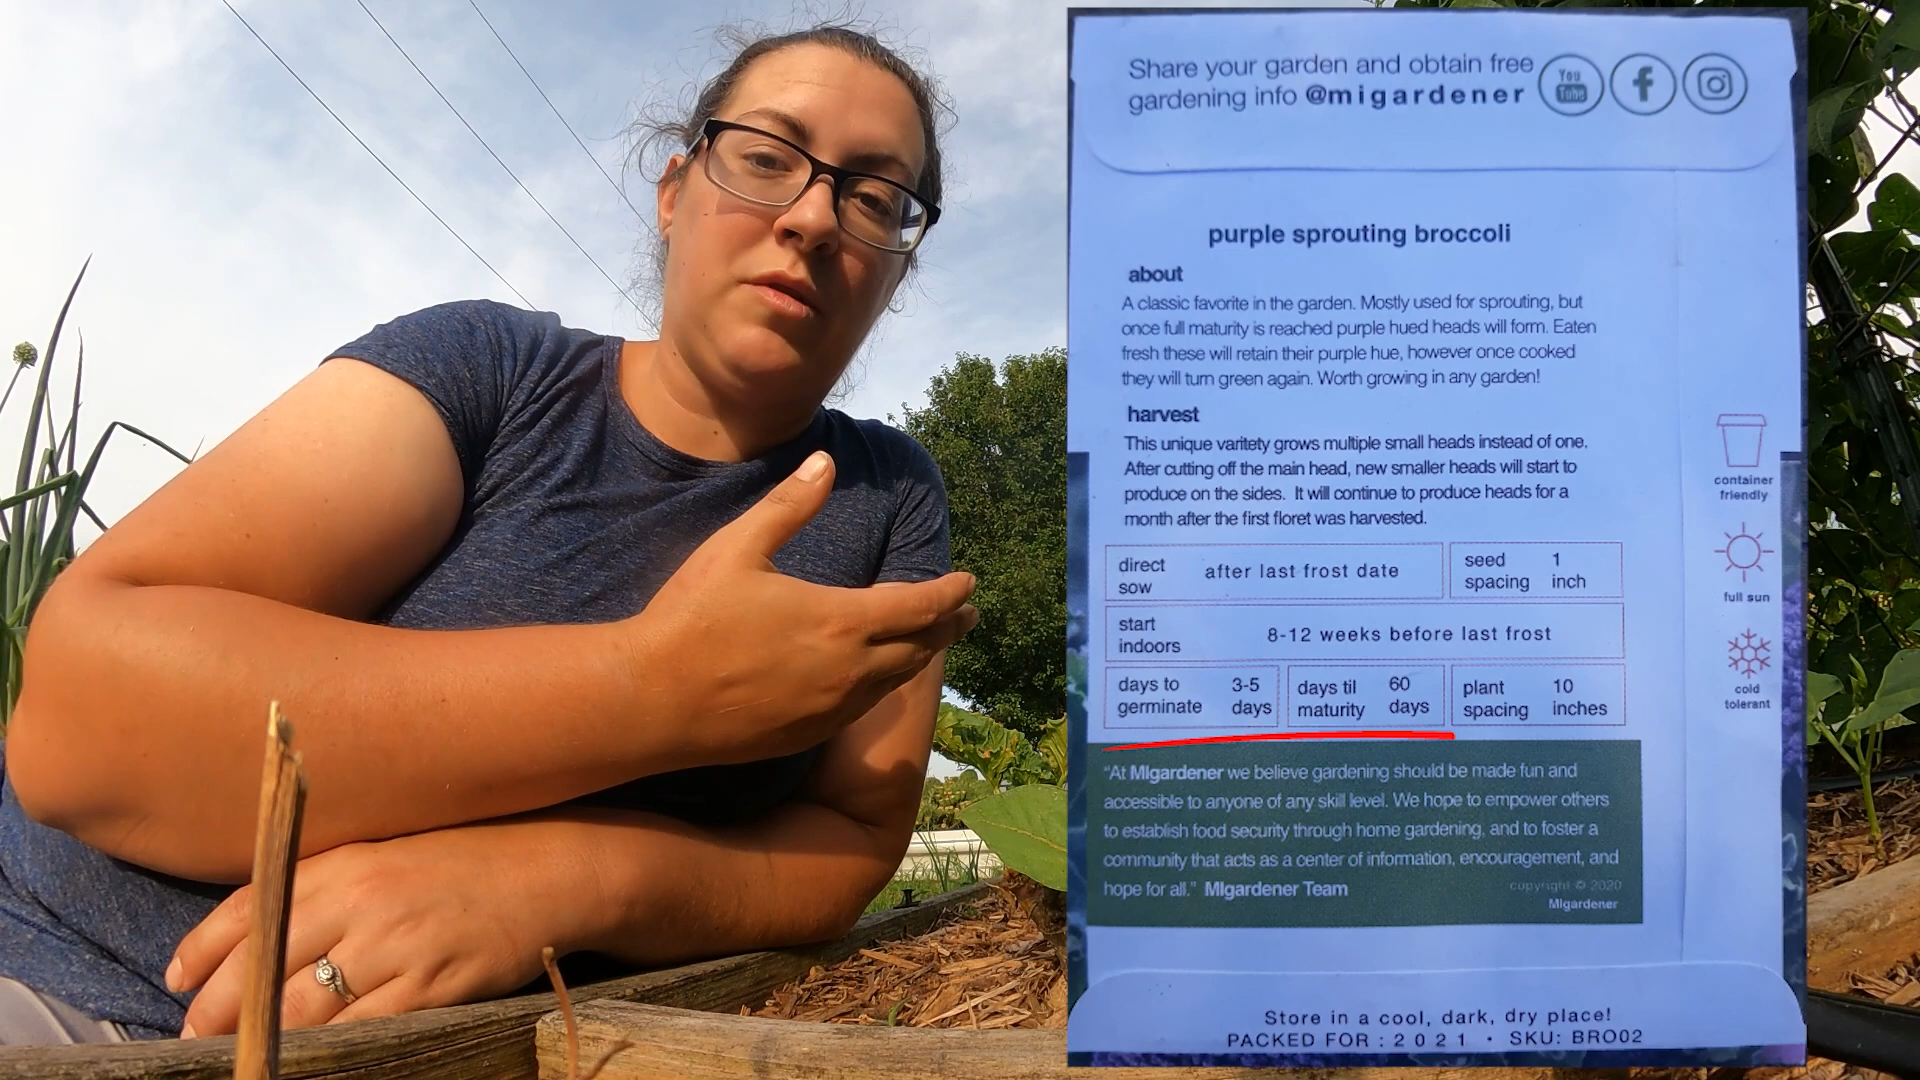 Share your garden and obtain free
gardening info @migardener
You
Tube
f
purple sprouting broccoli
about
A classic favorite in the garden. Mostly used for sprouting, but
once full maturity is reached purple hued heads will form. Eaten
fresh these will retain their purple hue, however once cooked
they will turn green again. Worth growing in any garden!
harvest
This unique varitety grows multiple small heads instead of one.
After cutting off the main head, new smaller heads will start to
produce on the sides. It will continue to produce heads for a
month after the first floret was harvested.
container
friendly
full sun
cold
tolerant
direct
sow
after last frost date
seed
spacing
1
inch
start
indoors
8-12 weeks before last frost
days to
germinate
3-5
days
days til
maturity
60
days
plant
spacing
10
inches
"At MIgardener we believe gardening should be made fun and
accessible to anyone of any skill level. We hope to empower others
to establish food security through home gardening, and to foster a
community that acts as a center of information, encouragement, and
hope for all." MIgardener Team
copyright © 2020
MIgardener
Store in a cool, dark, dry place!
PACKED FOR : 2021 • SKU: BRO02